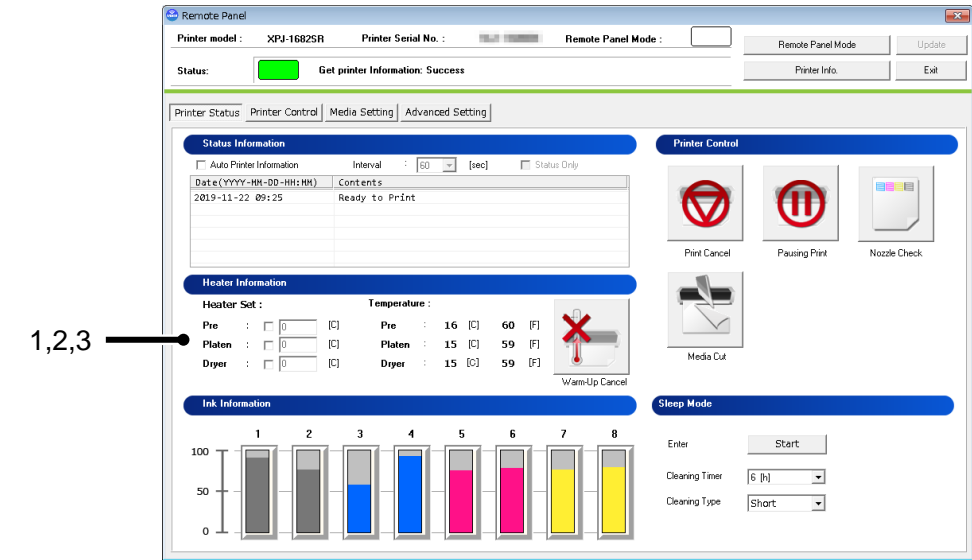 Remote Panel
Printer model : XPJ-1682SR Printer Serial No. : Remote Panel Mode :
Remote Panel Mode Update
Status: Get printer Information: Success
Printer Info. Exit
Printer Status Printer Control Media Setting Advanced Setting
Status Information
Auto Printer Information Interval : 60 [sec] Status Only
Date(YYYY-MM-DD-HH:MM) Contents
2019-11-22 09:25 Ready to Print
Printer Control
Print Cancel Pausing Print Nozzle Check
Media Cut
Heater Information
Heater Set : Temperature :
Pre : 0 [C] Pre : 16 [C] 60 [F]
1,2,3
Platen : 0 [C] Platen : 15 [C] 59 [F]
Dryer : 0 [C] Dryer : 15 [C] 59 [F]
Warm-Up Cancel
Ink Information
1 2 3 4 5 6 7 8
100
50
0
Sleep Mode
Enter Start
Cleaning Timer 6 [h]
Cleaning Type Short